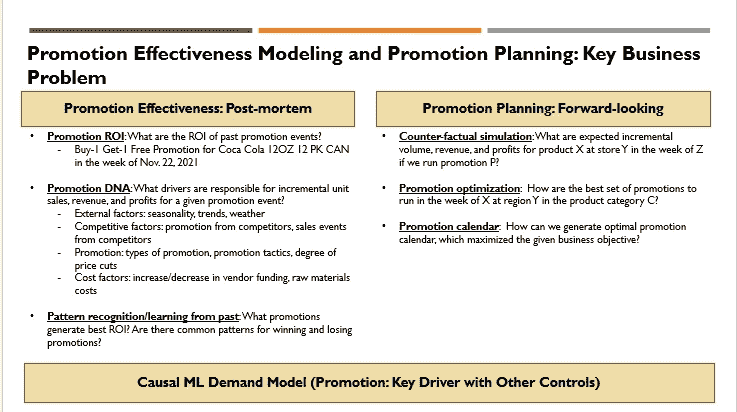 Promotion Effectiveness Modeling and Promotion Planning: Key Business
Problem
Promotion Effectiveness: Post-mortem
• Promotion ROI: What are the ROI of past promotion events?
- Buy-1 Get-1 Free Promotion for Coca Cola 12OZ 12 PK CAN
in the week of Nov. 22, 2021
• Promotion DNA: What drivers are responsible for incremental unit
sales, revenue, and profits for a given promotion event?
- External factors: seasonality, trends, weather
- Competitive factors: promotion from competitors, sales events
from competitors
- Promotion: types of promotion, promotion tactics, degree of
price cuts
- Cost factors: increase/decrease in vendor funding, raw materials
costs
• Pattern recognition/learning from past: What promotions
generate best ROI? Are there common patterns for winning and losing
promotions?
Promotion Planning: Forward-looking
• Counter-factual simulation: What are expected incremental
volume, revenue, and profits for product X at store Y in the week of Z
if we run promotion P?
• Promotion optimization: How are the best set of promotions to
run in the week of X at region Y in the product category C?
• Promotion calendar: How can we generate optimal promotion
calendar, which maximized the given business objective?
Causal ML Demand Model (Promotion: Key Driver with Other Controls)